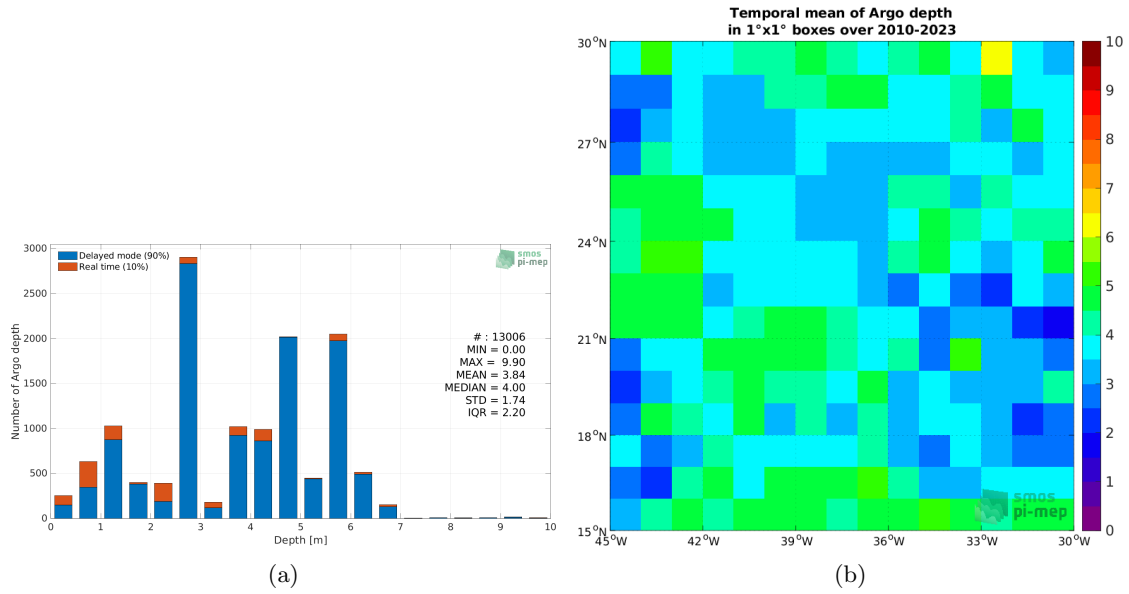 Delayed mode (90%)
Real time (10%)
smos
pi-mep
# : 13006
MIN = 0.00
MAX = 9.90
MEAN = 3.84
MEDIAN = 4.00
STD = 1.74
IQR = 2.20
Number of Argo depth
3000
2500
2000
1500
1000
500
0
0 1 2 3 4 5 6 7 8 9 10
Depth [m]
(a)
Temporal mean of Argo depth
in 1°x1° boxes over 2010-2023
30°N
27°N
24°N
21°N
18°N
15°N
45°W 42°W 39°W 36°W 33°W 30°W
smos
pi-mep
10
9
8
7
6
5
4
3
2
1
0
(b)